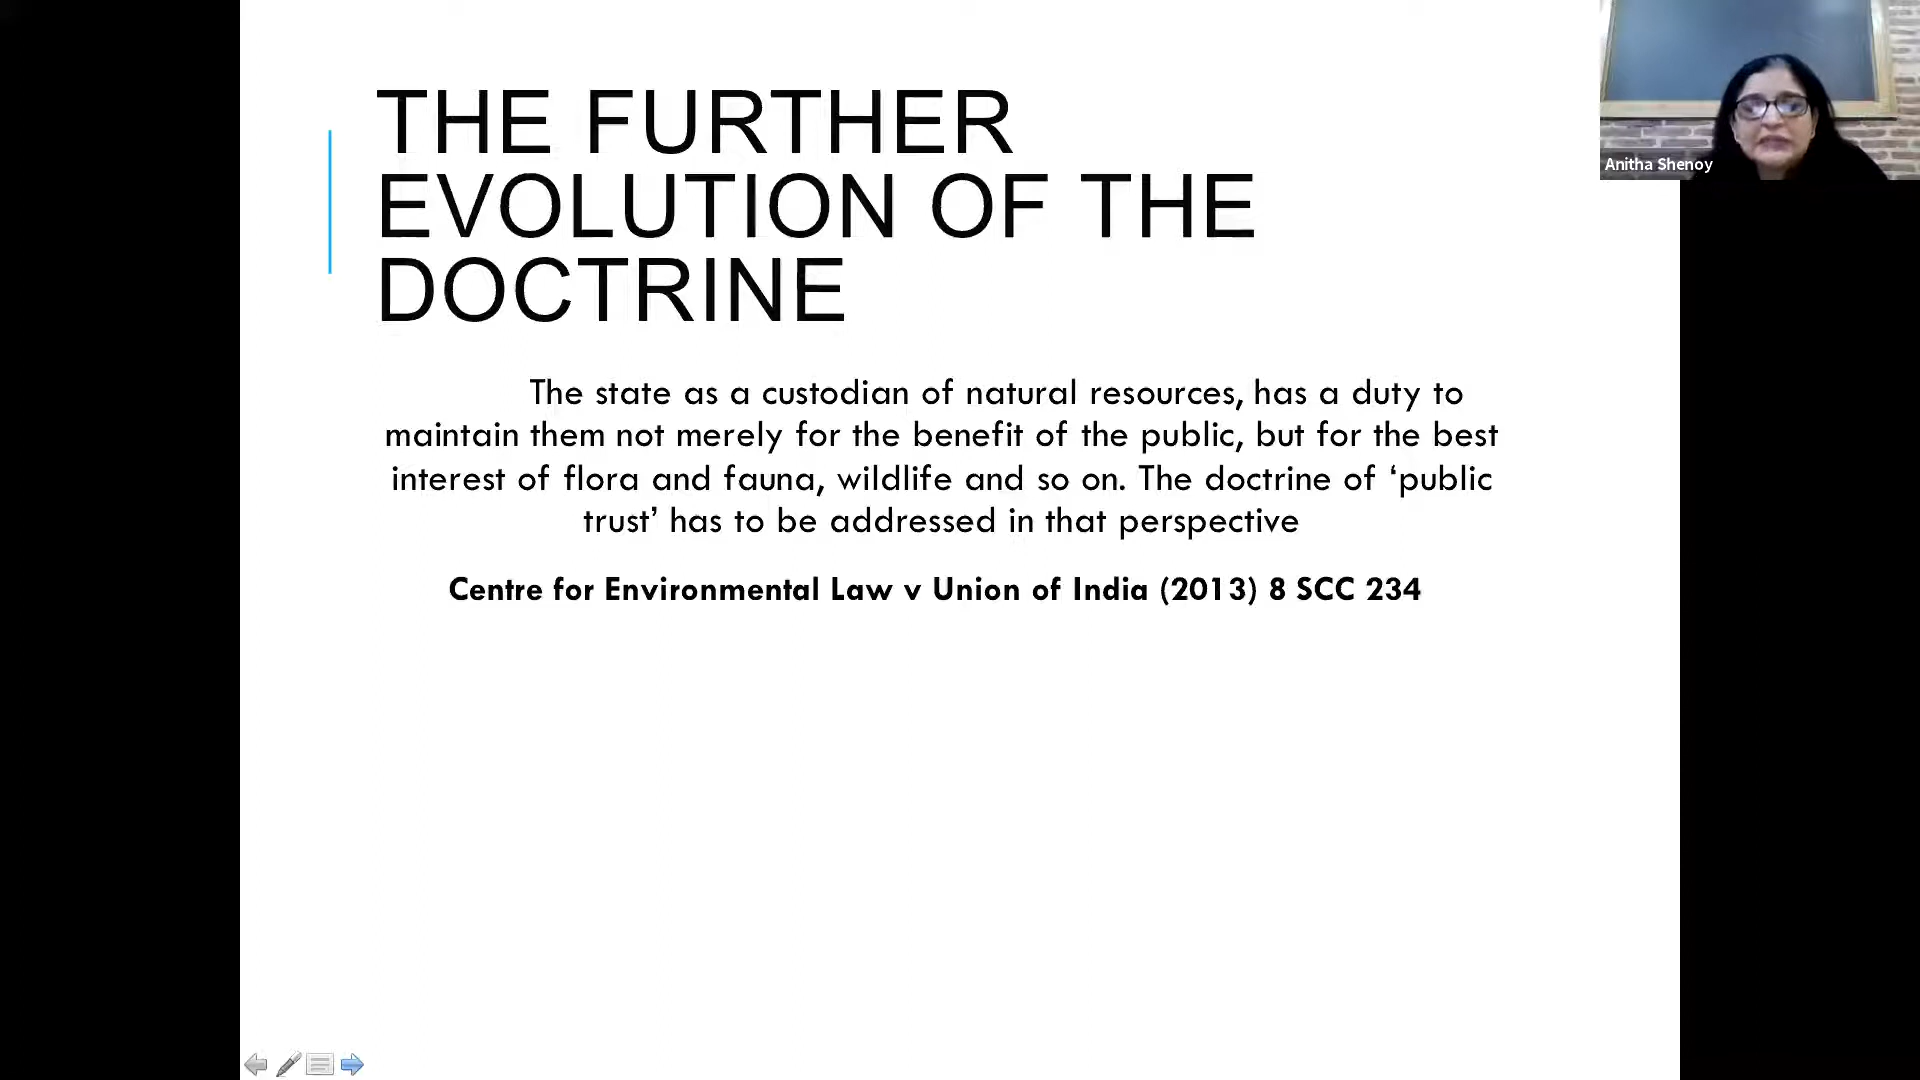 THE FURTHER
EVOLUTION OF THE
DOCTRINE
The state as a custodian of natural resources, has a duty to
maintain them not merely for the benefit of the public, but for the best
interest of flora and fauna, wildlife and so on. The doctrine of ‘public
trust’ has to be addressed in that perspective
Centre for Environmental Law v Union of India (2013) 8 SCC 234
Anitha Shenoy